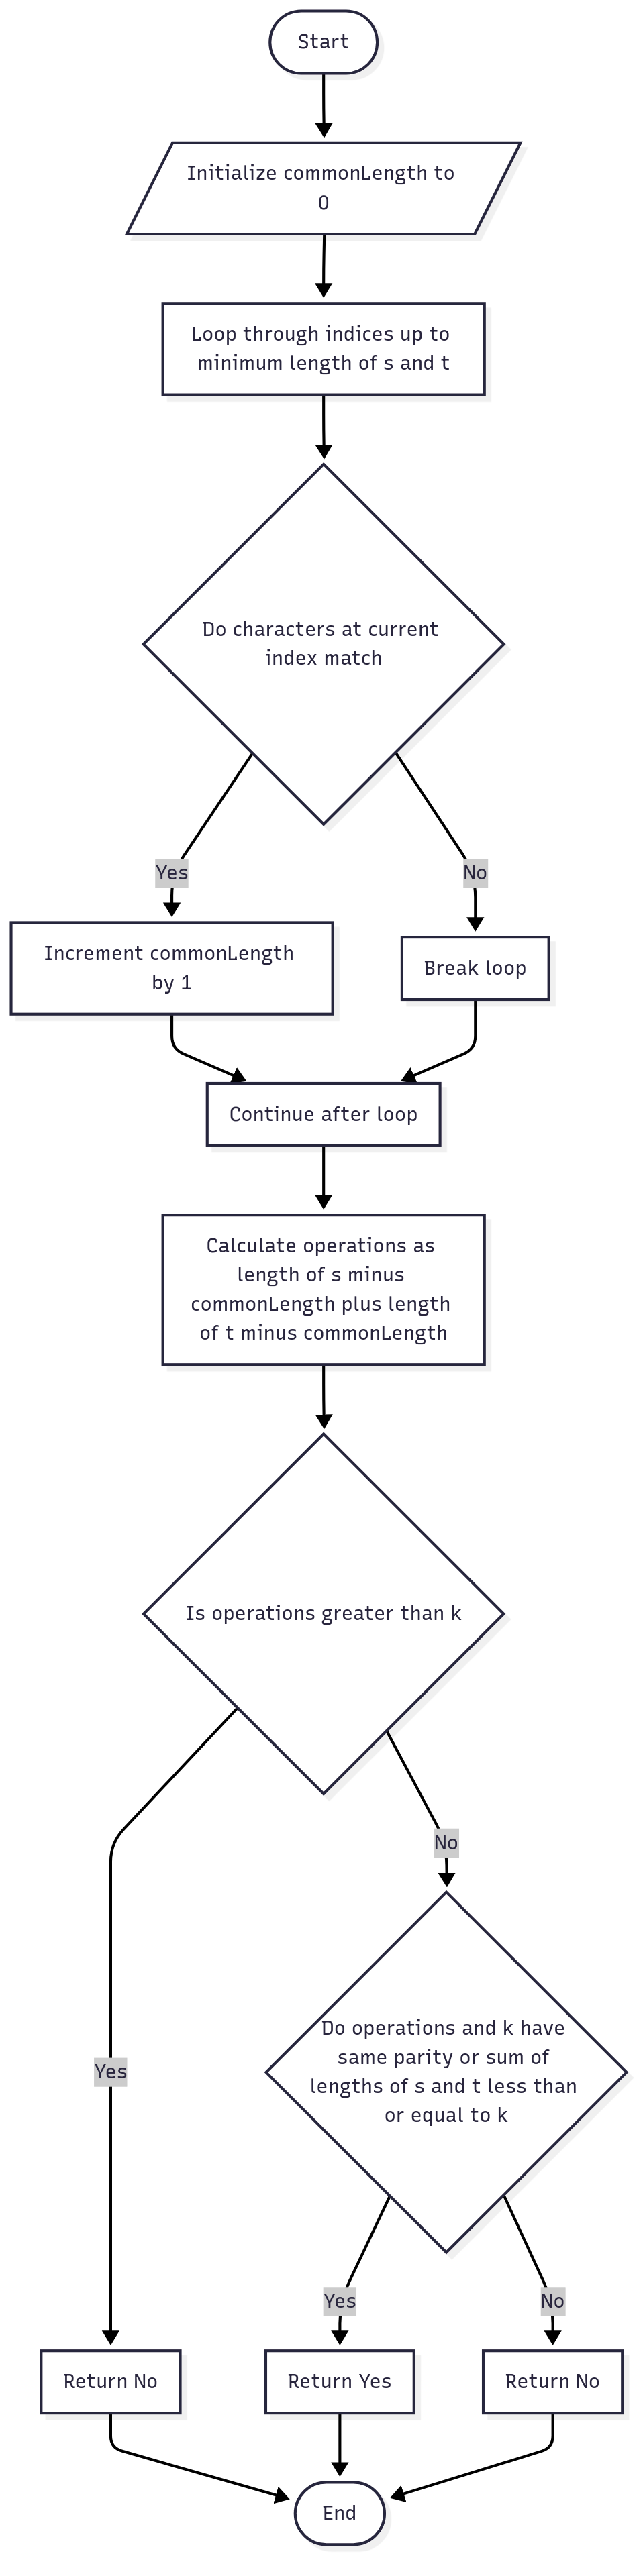 Start
Initialize commonLength to
0
Loop through indices up to
minimum length of s and t
Do characters at current
index match
Yes
No
Increment commonLength
by 1
Break loop
Continue after loop
Calculate operations as
length of s minus
commonLength plus length
of t minus commonLength
Is operations greater than k
No
Do operations and k have
same parity or sum of
lengths of s and t less than
or equal to k
Yes
Yes
No
Return No
Return Yes
Return No
End